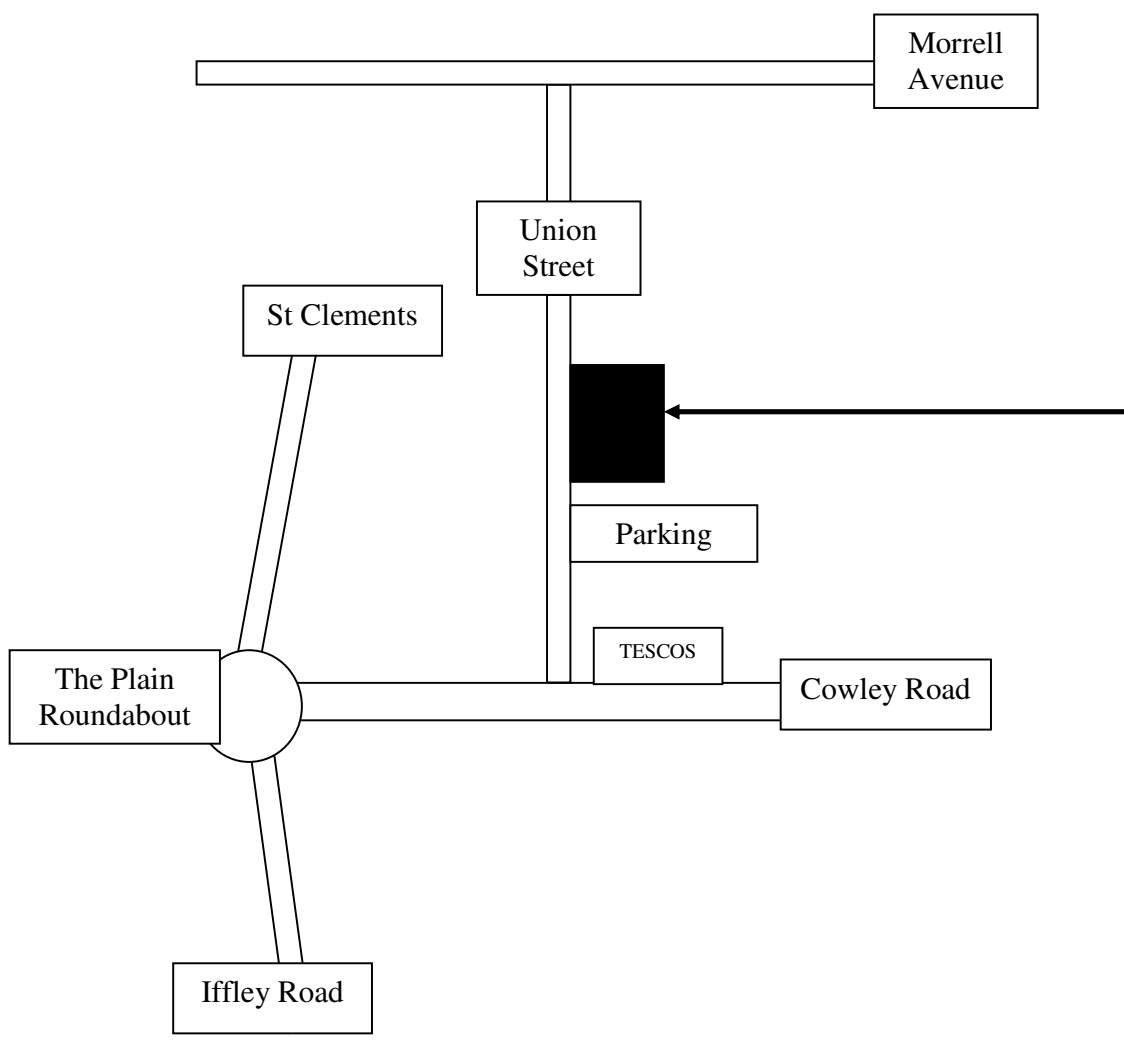 Morrell
Avenue
Union
Street
St Clements
Parking
TESCOS
The Plain
Roundabout
Cowley Road
Iffley Road